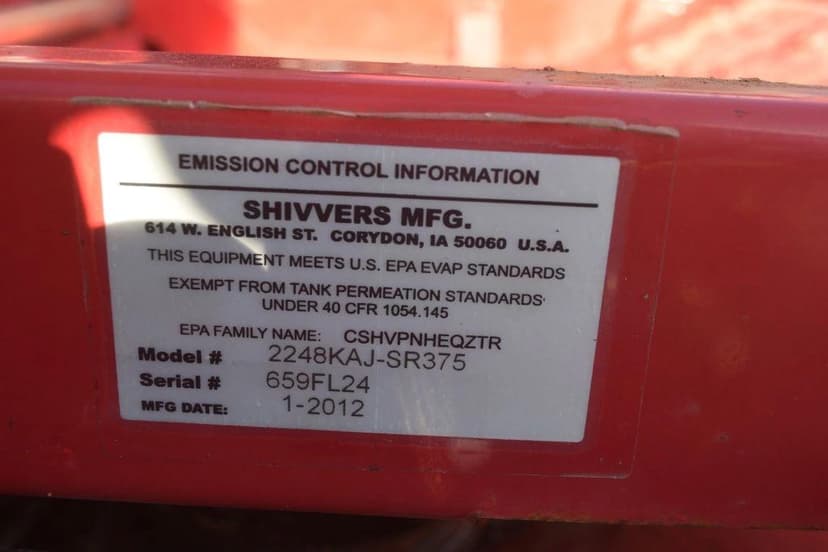 EMISSION CONTROL INFORMATION
SHIVVERS MFG.
614 W. ENGLISH ST. CORYDON, IA 50060 U.S.A.
THIS EQUIPMENT MEETS U.S. EPA EVAP STANDARDS
EXEMPT FROM TANK PERMEATION STANDARDS
UNDER 40 CFR 1054.145
EPA FAMILY NAME: CSHVPNHEQZTR
Model # 2248KAJ-SR375
Serial # 659FL24
MFG DATE: 1-2012